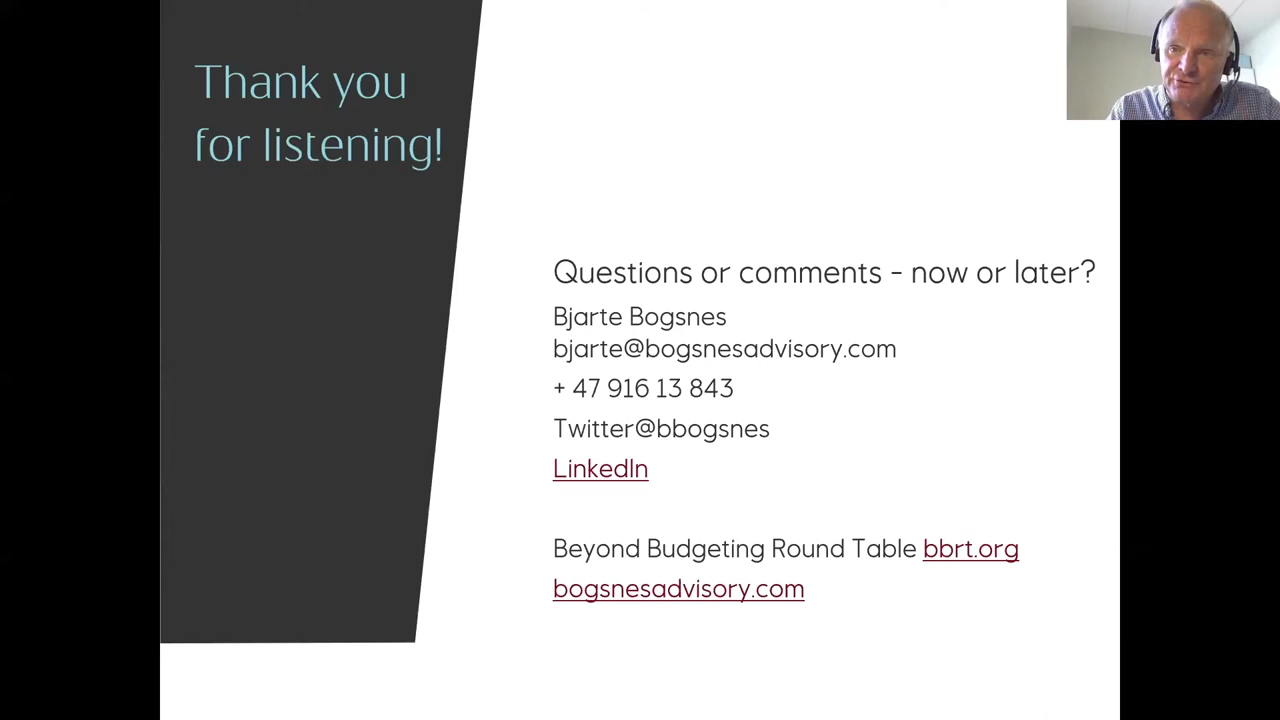 Thank you
for listening!
Questions or comments - now or later?
Bjarte Bogsnes
bjarte@bogsnesadvisory.com
+ 47 916 13 843
Twitter@bbogsnes
LinkedIn
Beyond Budgeting Round Table bbrt.org
bogsnesadvisory.com